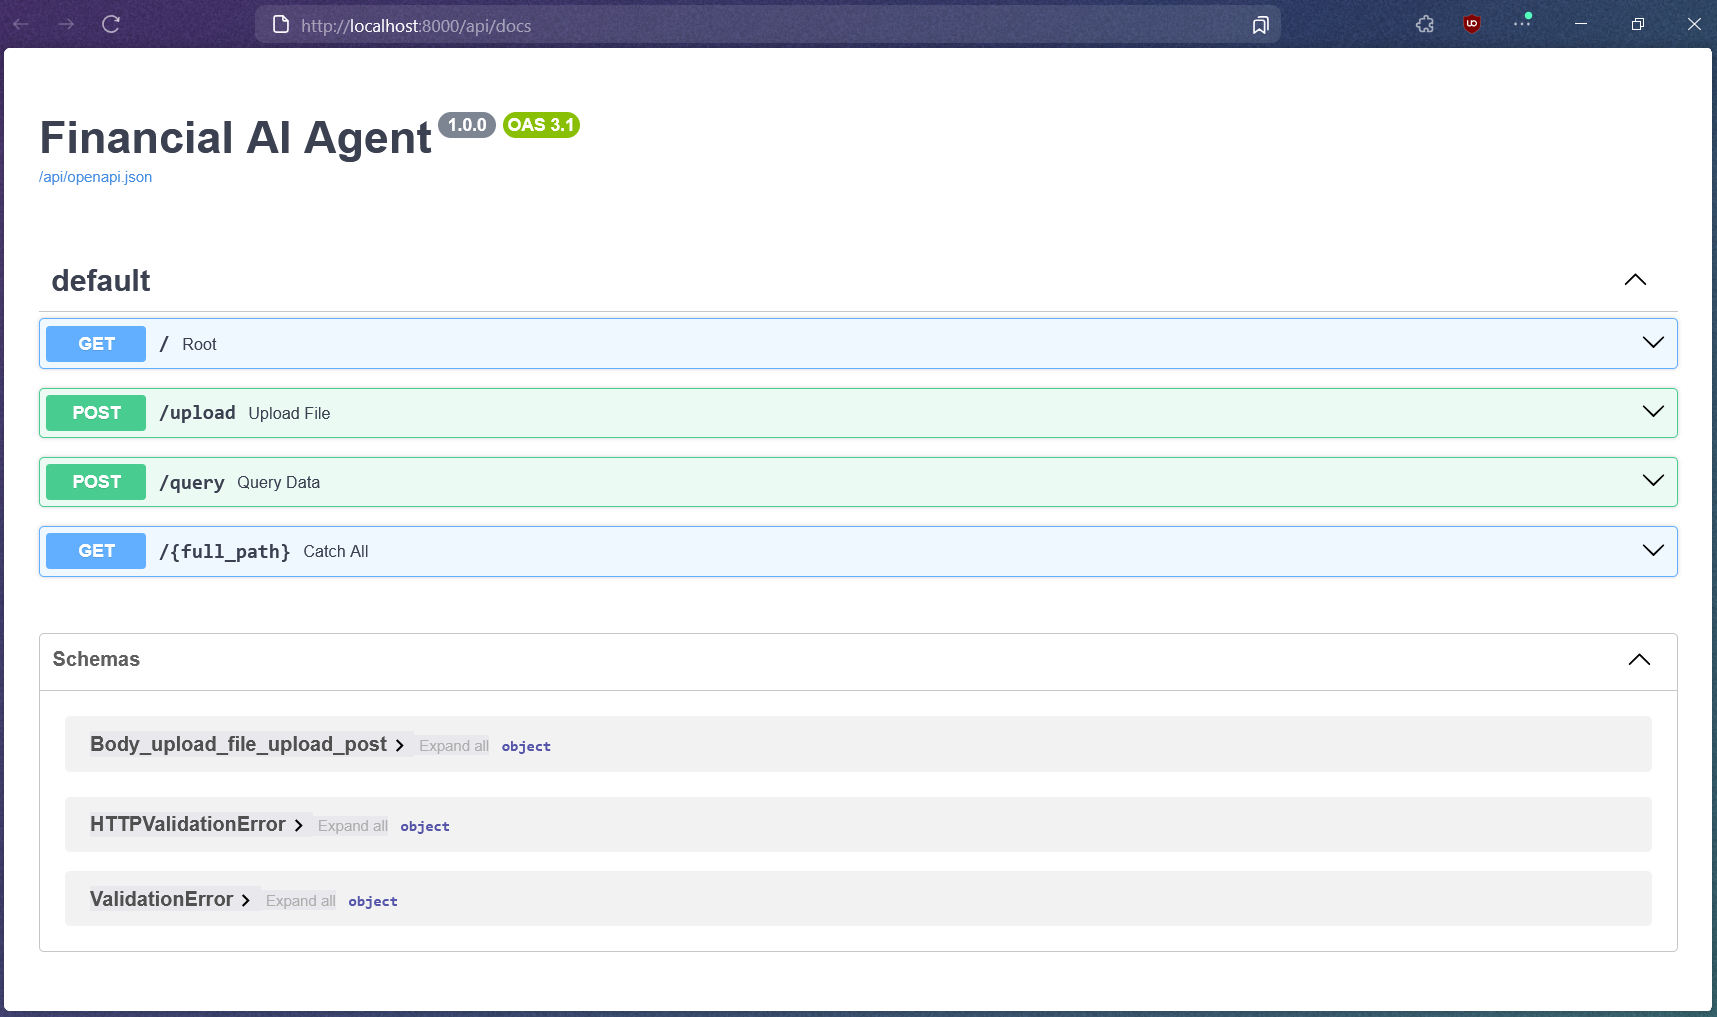 http://localhost:8000/api/docs
Financial AI Agent 1.0.0 OAS 3.1
/api/openapi.json
default
GET / Root
POST /upload Upload File
POST /query Query Data
GET /{full_path} Catch All
Schemas
Body_upload_file_upload_post Expand all object
HTTPValidationError Expand all object
ValidationError Expand all object